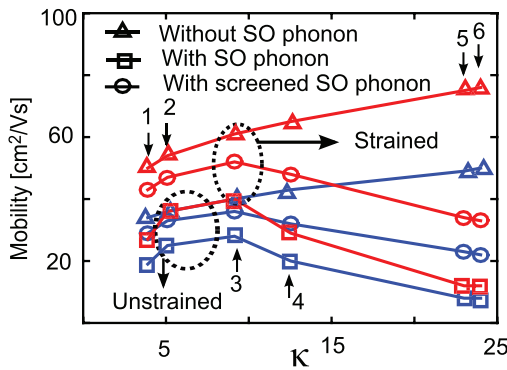 100
Without SO phonon
With SO phonon
With screened SO phonon
5 6
1 2
Strained
60
20
Unstrained
3
4
Mobility [cm²/Vs]
5 15 25
κ